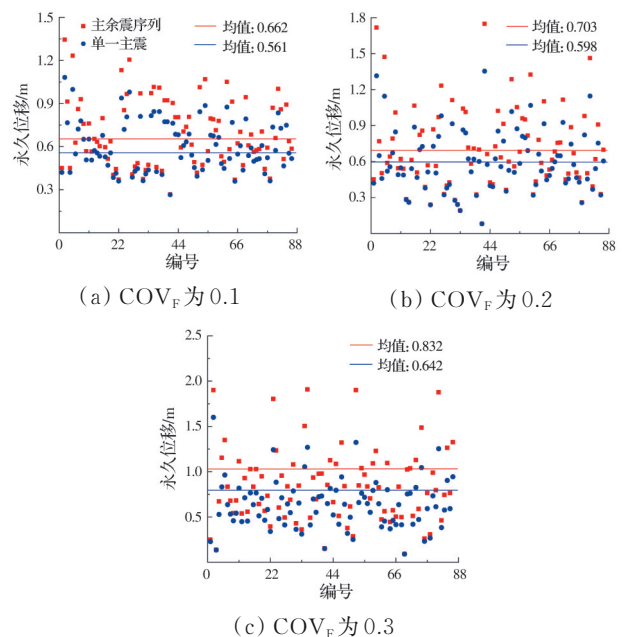 1.5
1.2
0.9
0.6
0.3
永久位移/m
主余震序列
单一主震
均值:0.662
均值:0.561
0 22 44 66 88
编号
(a) COV_F为0.1
1.8
1.5
1.2
0.9
0.6
0.3
永久位移/m
均值:0.703
均值:0.598
0 22 44 66 88
编号
(b) COV_F为0.2
2.5
2.0
1.5
1.0
0.5
永久位移/m
均值:0.832
均值:0.642
0 22 44 66 88
编号
(c) COV_F为0.3